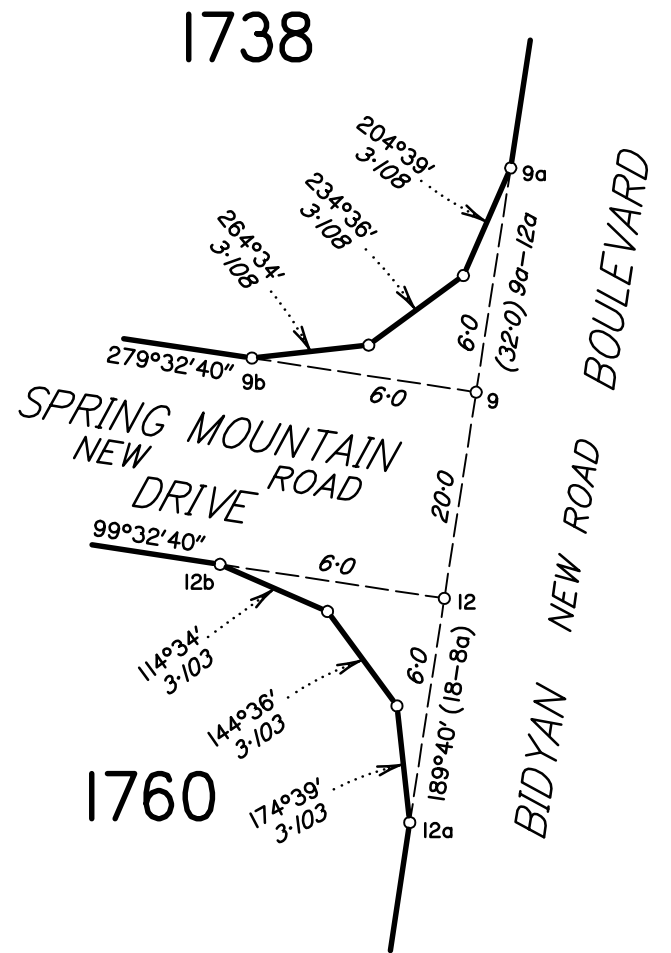 1738
204°39'
3·108
234°36'
3·108
264°34'
3·108
9a
(32·0) 9a-12a
6·0
BIDYAN BOULEVARD
NEW ROAD
279°32'40"
9b
6·0
9
SPRING MOUNTAIN
NEW ROAD
DRIVE
20·0
99°32'40"
12b
6·0
12
114°34'
3·103
144°36'
3·103
174°39'
3·103
6·0
189°40' (18-8a)
12a
1760